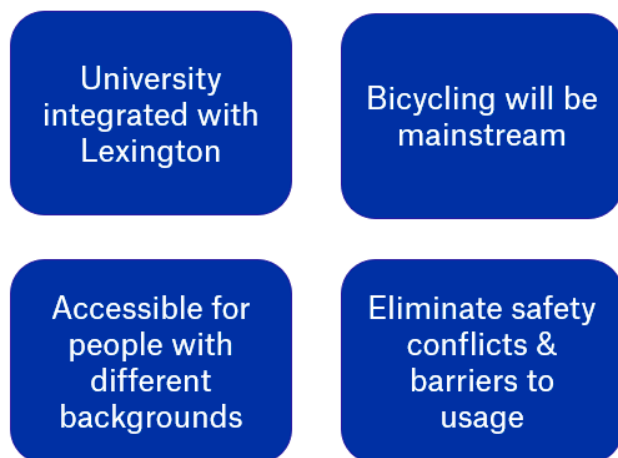 University
integrated with
Lexington
Bicycling will be
mainstream
Accessible for
people with
different
backgrounds
Eliminate safety
conflicts &
barriers to
usage